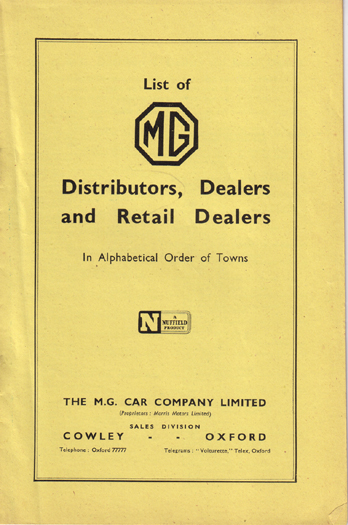 List of
MG
Distributors, Dealers
and Retail Dealers
In Alphabetical Order of Towns
N
A
NUFFIELD
PRODUCT
THE M.G. CAR COMPANY LIMITED
(Proprietors : Morris Motors Limited)
SALES DIVISION
COWLEY - - OXFORD
Telephone : Oxford 77777 Telegrams : "Voiturette," Telex, Oxford